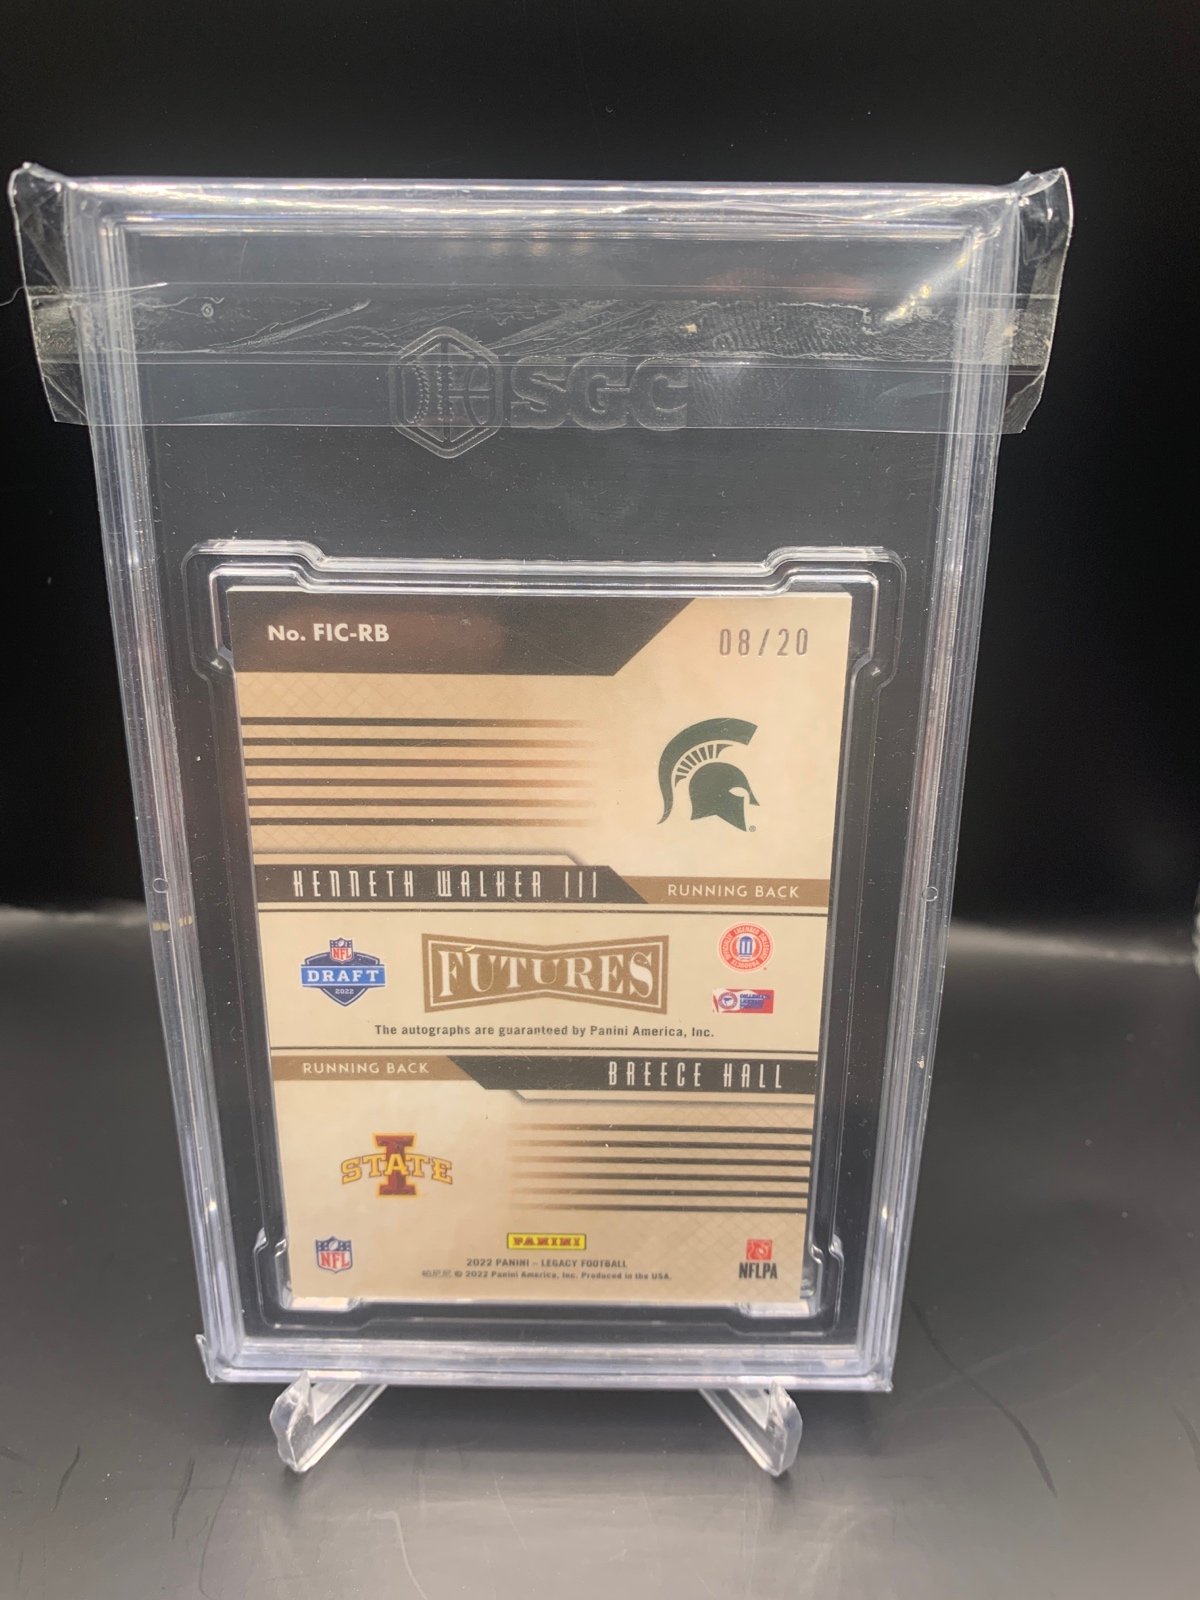 SGC
No. FIC-RB
08/20
KENNETH WALKER III
RUNNING BACK
NFL
DRAFT
2022
FUTURES
The autographs are guaranteed by Panini America, Inc.
RUNNING BACK
BREECE HALL
I
STATE
NFL
PANINI
2022 PANINI – LEGACY FOOTBALL
© 2022 Panini America, Inc. Produced in the USA.
NFLPA